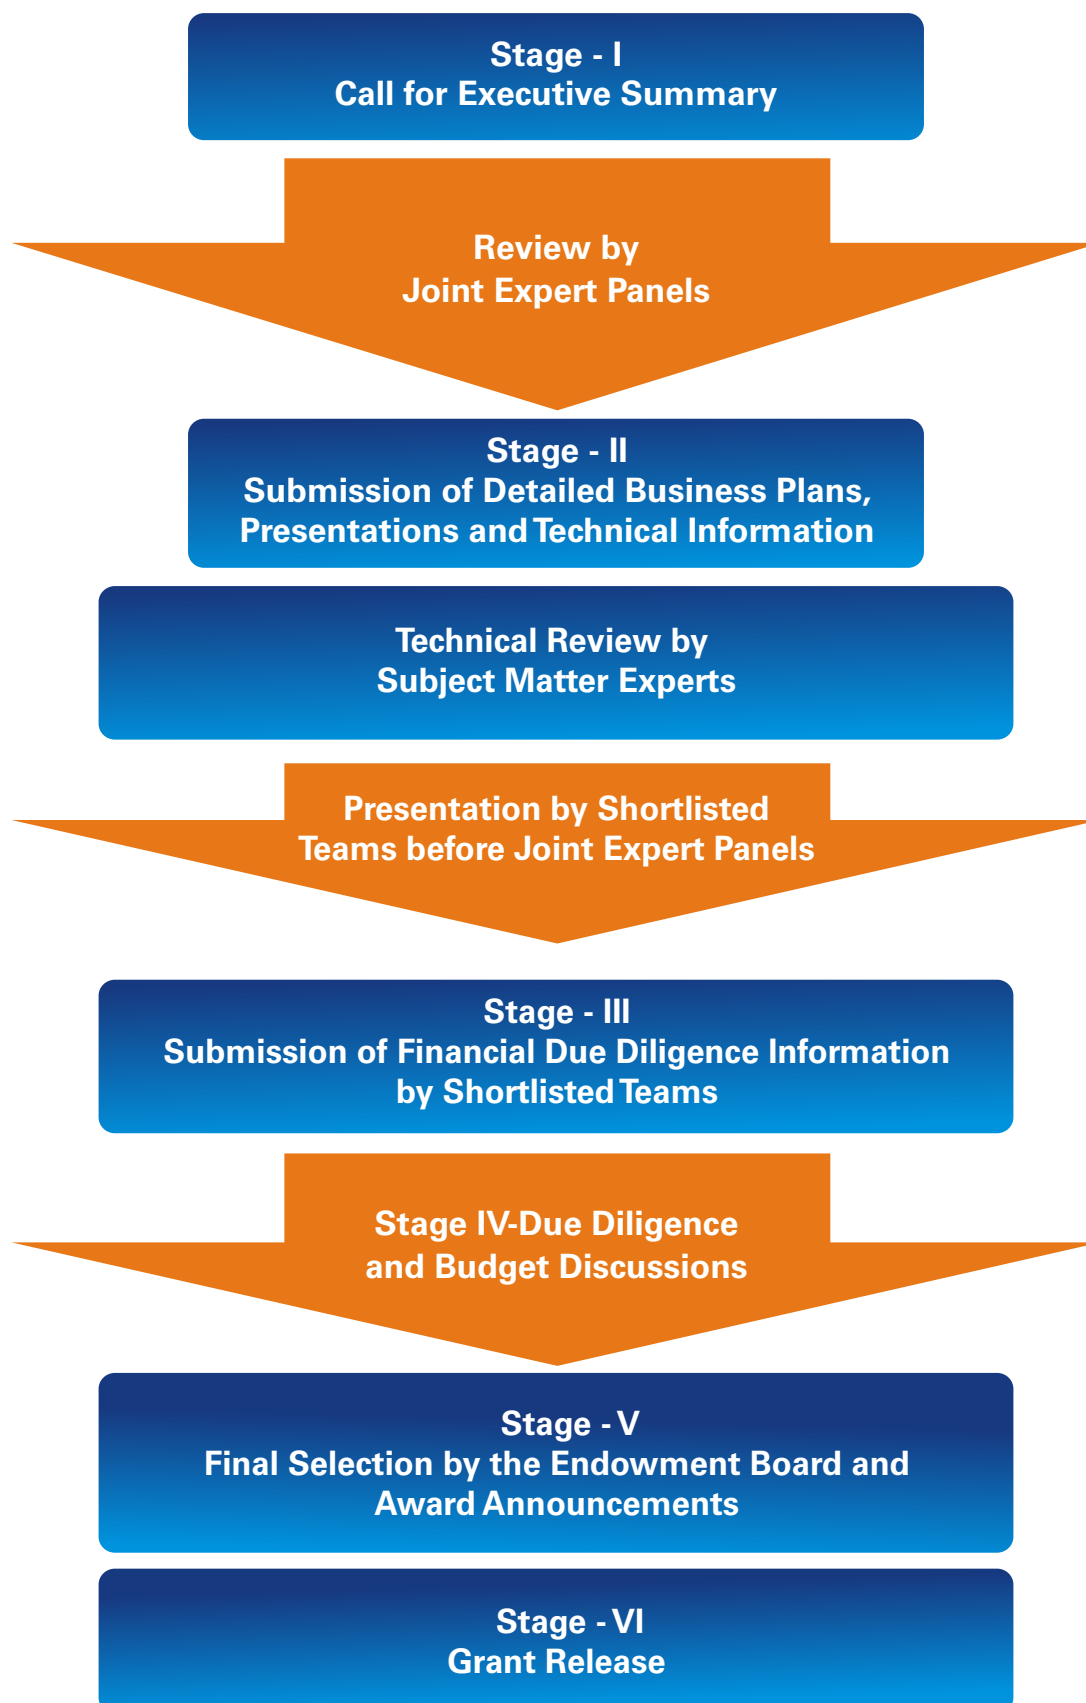 Stage - I
Call for Executive Summary
Review by
Joint Expert Panels
Stage - II
Submission of Detailed Business Plans,
Presentations and Technical Information
Technical Review by
Subject Matter Experts
Presentation by Shortlisted
Teams before Joint Expert Panels
Stage - III
Submission of Financial Due Diligence Information
by Shortlisted Teams
Stage IV-Due Diligence
and Budget Discussions
Stage - V
Final Selection by the Endowment Board and
Award Announcements
Stage - VI
Grant Release